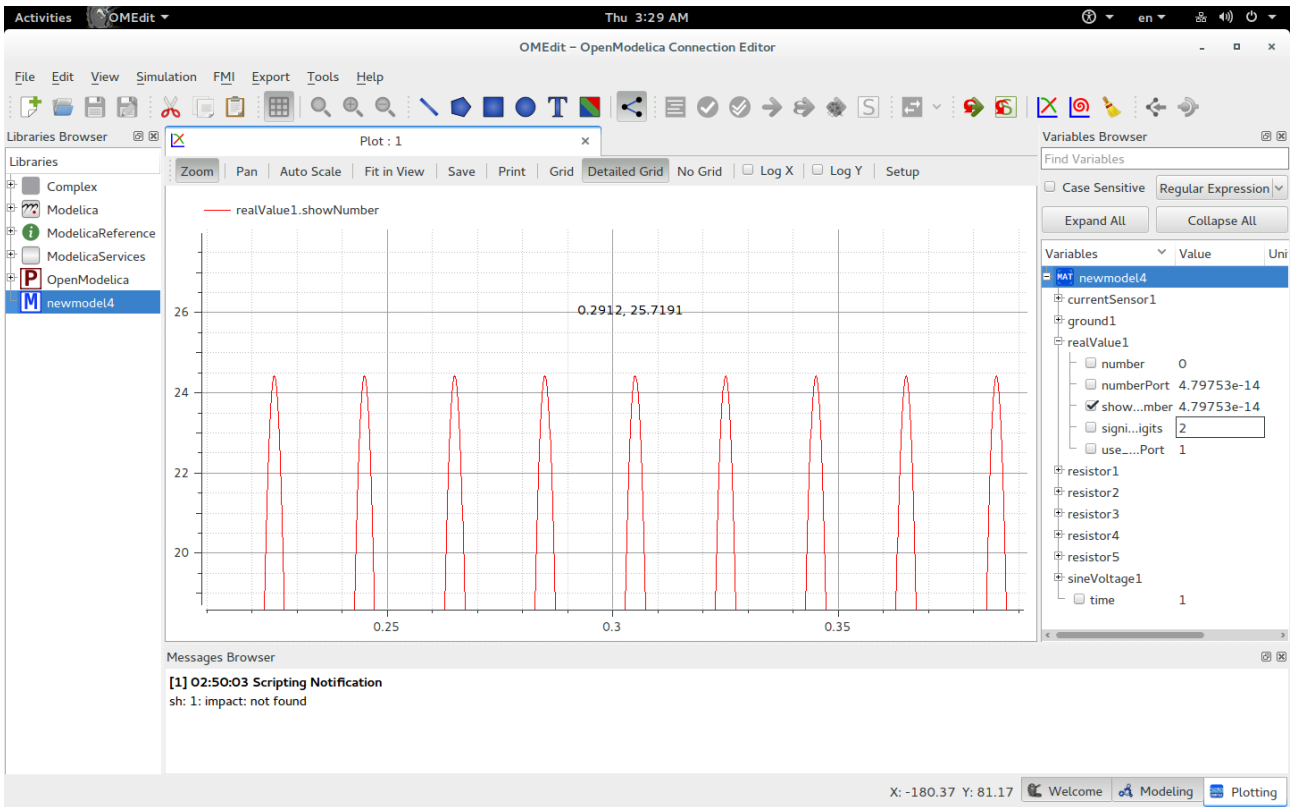 Activities OMEdit Thu 3:29 AM en
OMEdit – OpenModelica Connection Editor
File Edit View Simulation FMI Export Tools Help
T S S
Libraries Browser Plot : 1 Variables Browser
Libraries
Complex
Modelica
ModelicaReference
ModelicaServices
P OpenModelica
M newmodel4
Zoom Pan Auto Scale Fit in View Save Print Grid Detailed Grid No Grid Log X Log Y Setup
realValue1.showNumber
0.2912, 25.7191
26
24
22
20
0.25 0.3 0.35
Find Variables
Case Sensitive Regular Expression
Expand All Collapse All
Variables Value Uni
MAT newmodel4
currentSensor1
ground1
realValue1
number 0
numberPort 4.79753e-14
show...mber 4.79753e-14
signi...igits 2
use_...Port 1
resistor1
resistor2
resistor3
resistor4
resistor5
sineVoltage1
time 1
Messages Browser
[1] 02:50:03 Scripting Notification
sh: 1: impact: not found
X: -180.37 Y: 81.17 Welcome Modeling Plotting